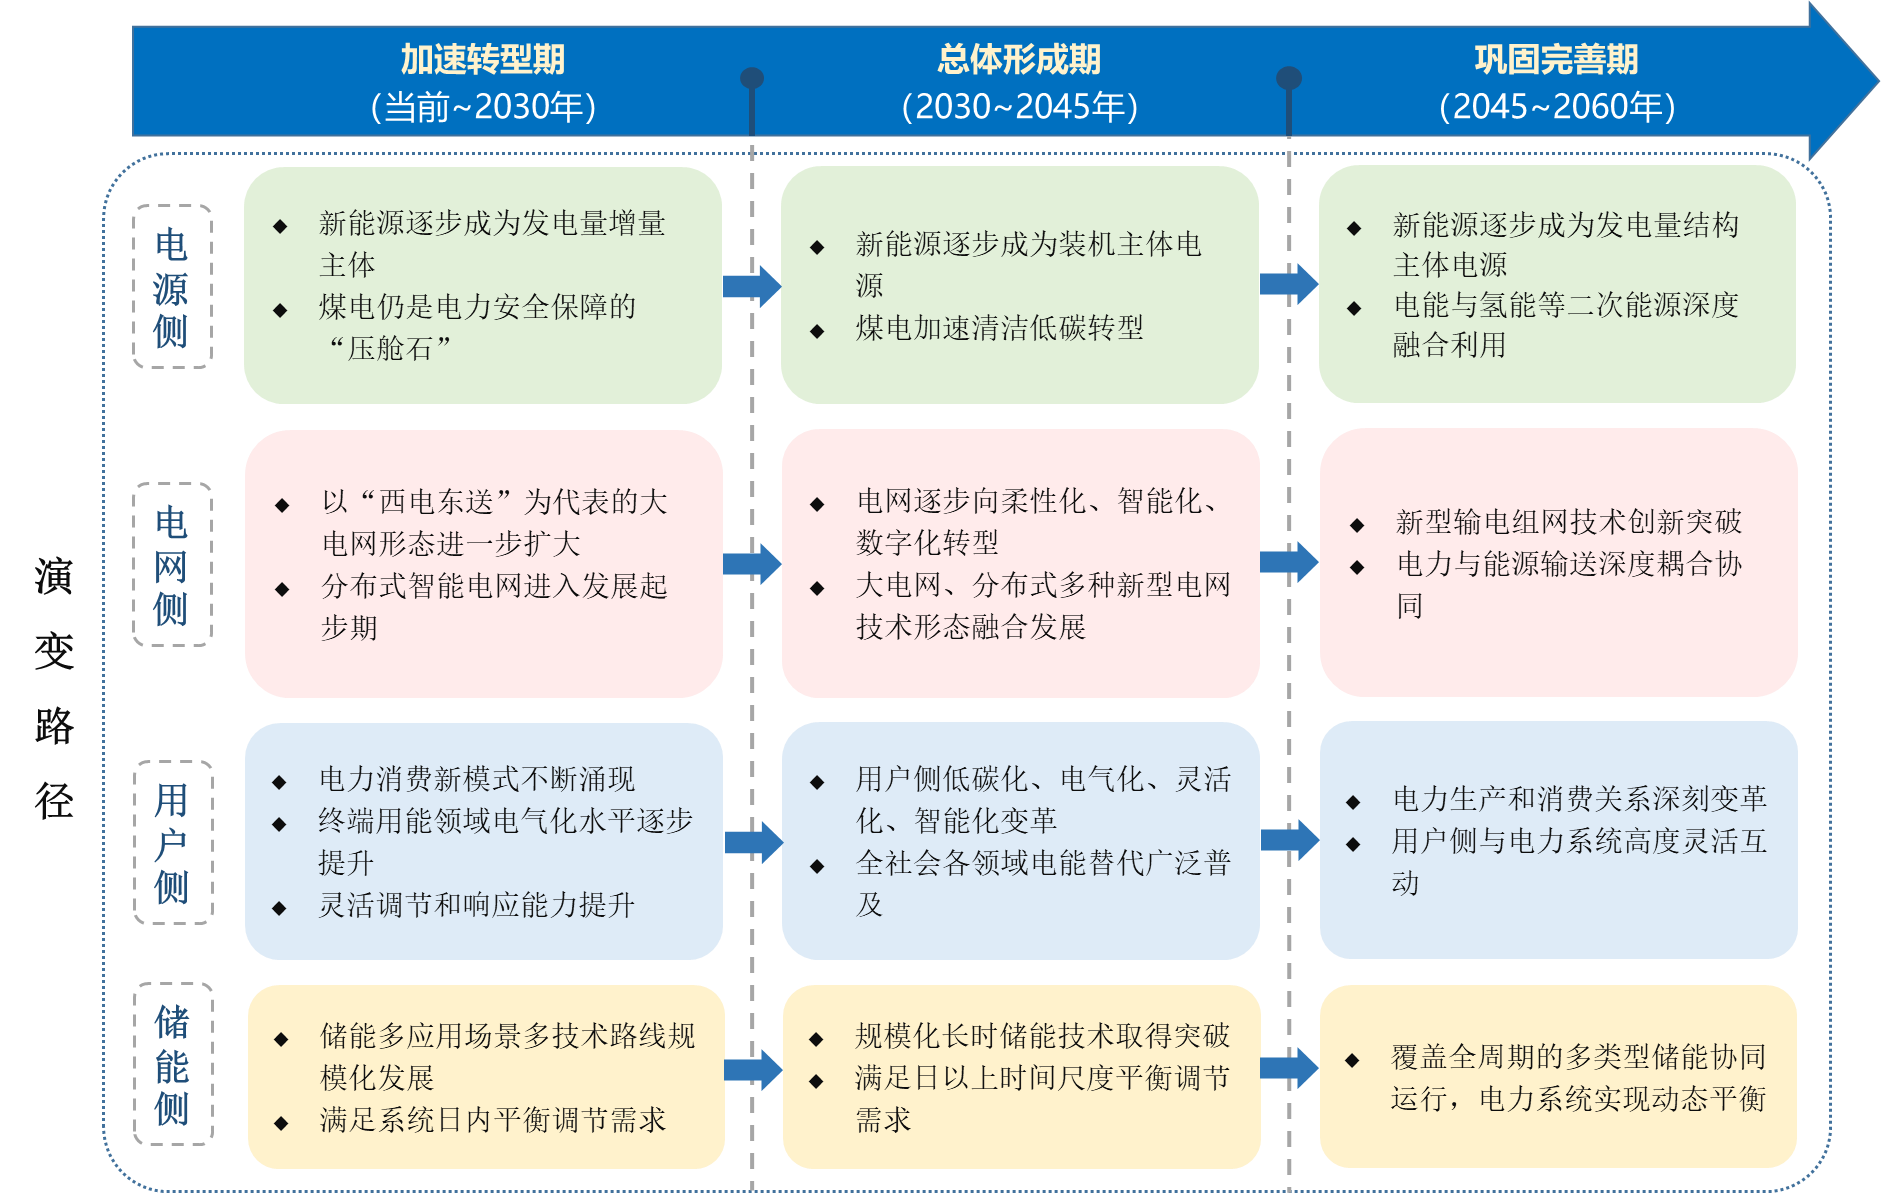 加速转型期
(当前~2030年)
总体形成期
(2030~2045年)
巩固完善期
(2045~2060年)
演变路径
电源侧
◆ 新能源逐步成为发电量增量
主体
◆ 煤电仍是电力安全保障的
“压舱石”
◆ 新能源逐步成为装机主体电
源
◆ 煤电加速清洁低碳转型
◆ 新能源逐步成为发电量结构
主体电源
◆ 电能与氢能等二次能源深度
融合利用
电网侧
◆ 以“西电东送”为代表的大
电网形态进一步扩大
◆ 分布式智能电网进入发展起
步期
◆ 电网逐步向柔性化、智能化、
数字化转型
◆ 大电网、分布式多种新型电网
技术形态融合发展
◆ 新型输电组网技术创新突破
◆ 电力与能源输送深度耦合协
同
用户侧
◆ 电力消费新模式不断涌现
◆ 终端用能领域电气化水平逐步
提升
◆ 灵活调节和响应能力提升
◆ 用户侧低碳化、电气化、灵活
化、智能化变革
◆ 全社会各领域电能替代广泛普
及
◆ 电力生产和消费关系深刻变革
◆ 用户侧与电力系统高度灵活互
动
储能侧
◆ 储能多应用场景多技术路线规
模化发展
◆ 满足系统日内平衡调节需求
◆ 规模化长时储能技术取得突破
◆ 满足日以上时间尺度平衡调节
需求
◆ 覆盖全周期的多类型储能协同
运行，电力系统实现动态平衡